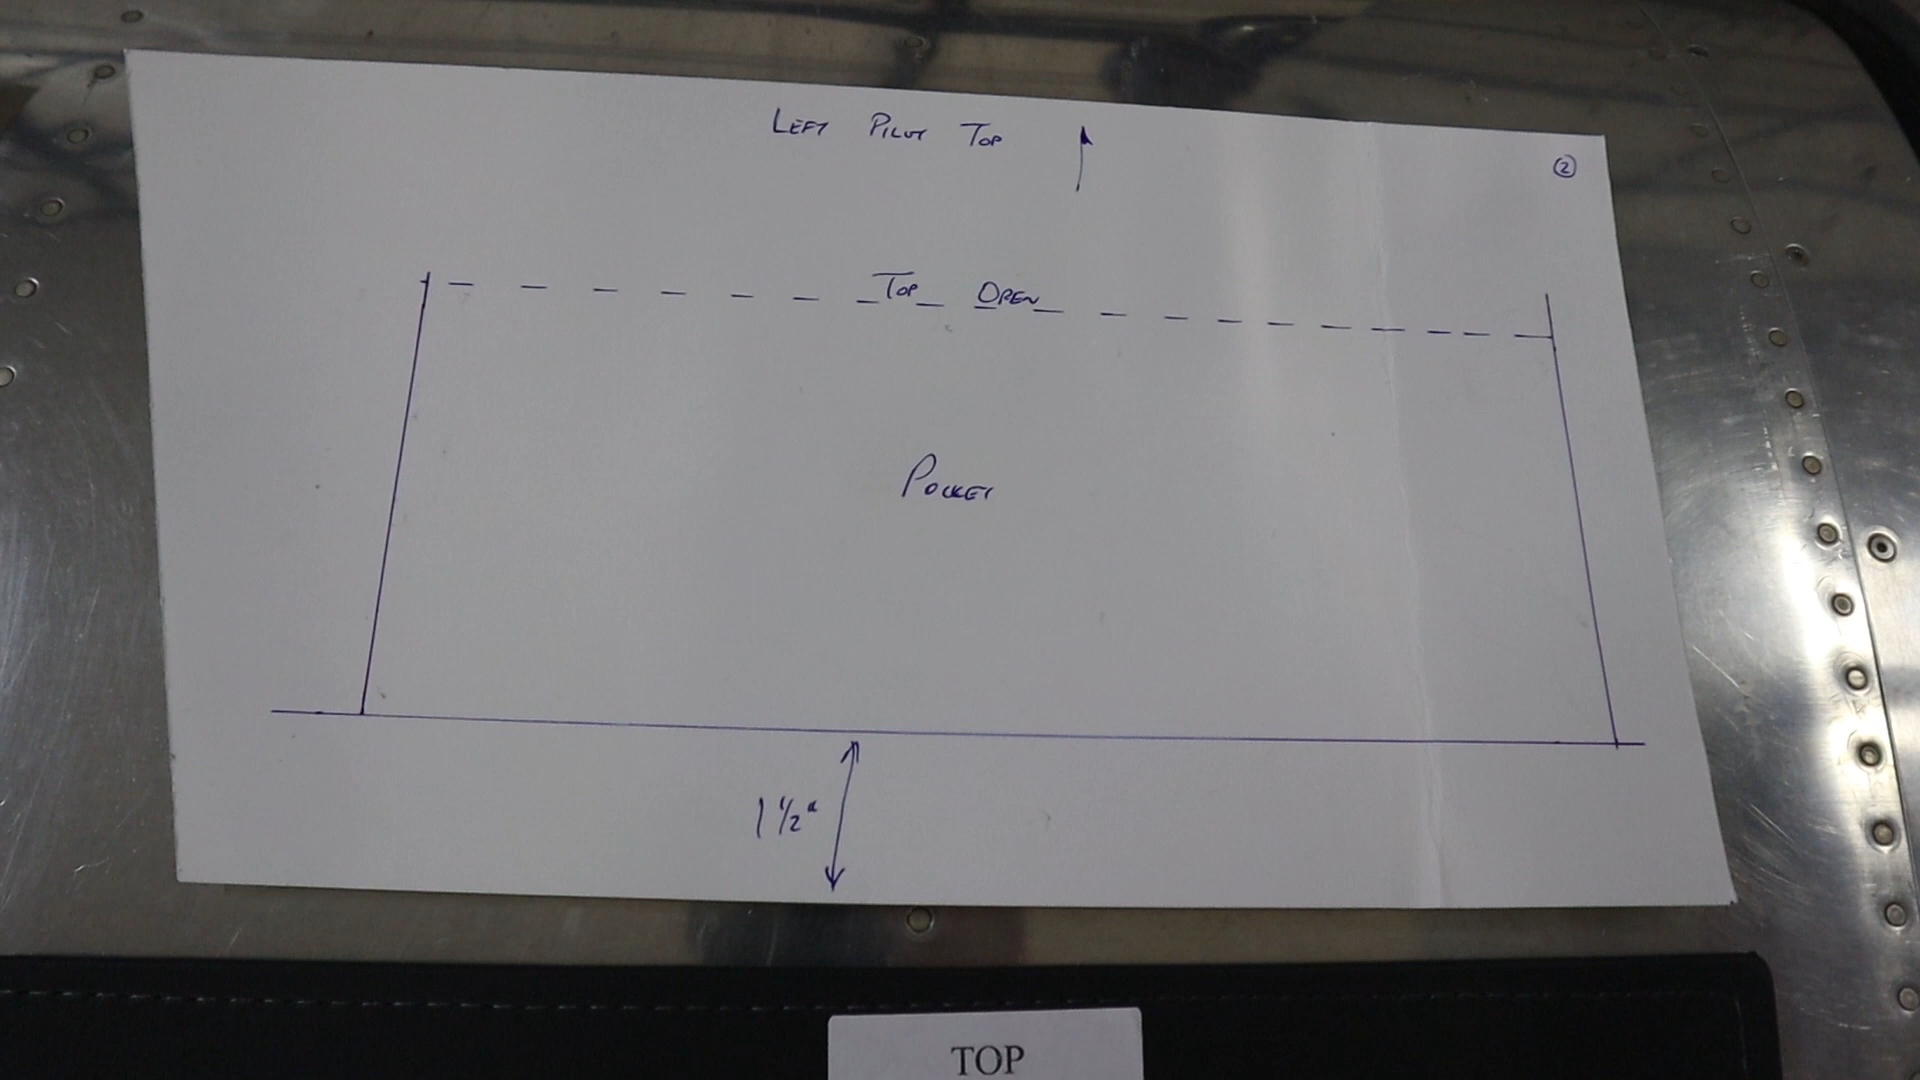 LEFT PILOT TOP
2
TOP OPEN
POCKET
1 1/2"
TOP